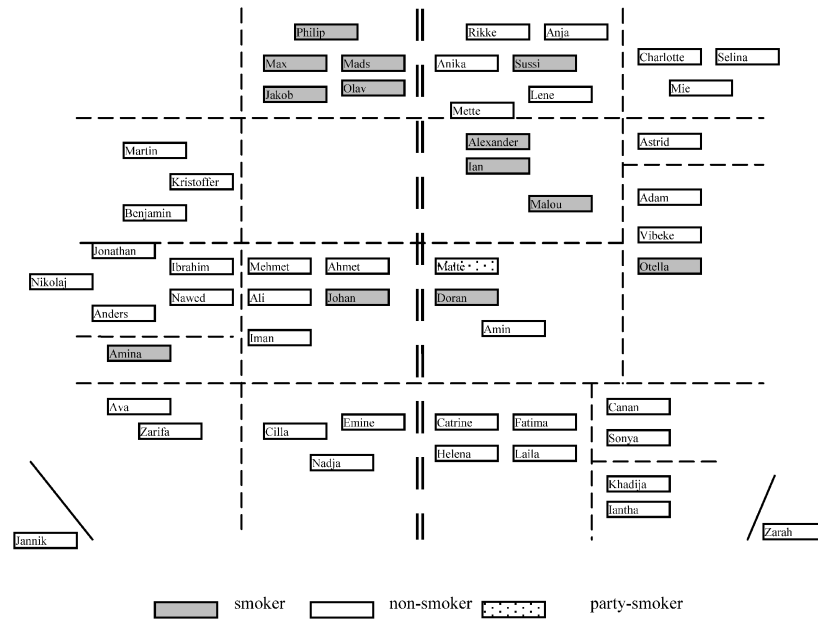 Philip
Rikke
Anja
Max
Mads
Anika
Sussi
Charlotte
Selina
Jakob
Olav
Lene
Mie
Mette
Martin
Alexander
Astrid
Ian
Kristoffer
Benjamin
Malou
Adam
Vibeke
Jonathan
Ibrahim
Mehmet
Ahmet
Malte
Otella
Nikolaj
Nawed
Ali
Johan
Doran
Anders
Amin
Iman
Amina
Ava
Zarifa
Cilla
Emine
Catrine
Fatima
Canan
Nadja
Helena
Laila
Sonya
Khadija
Iantha
Jannik
Zarah
smoker non-smoker party-smoker